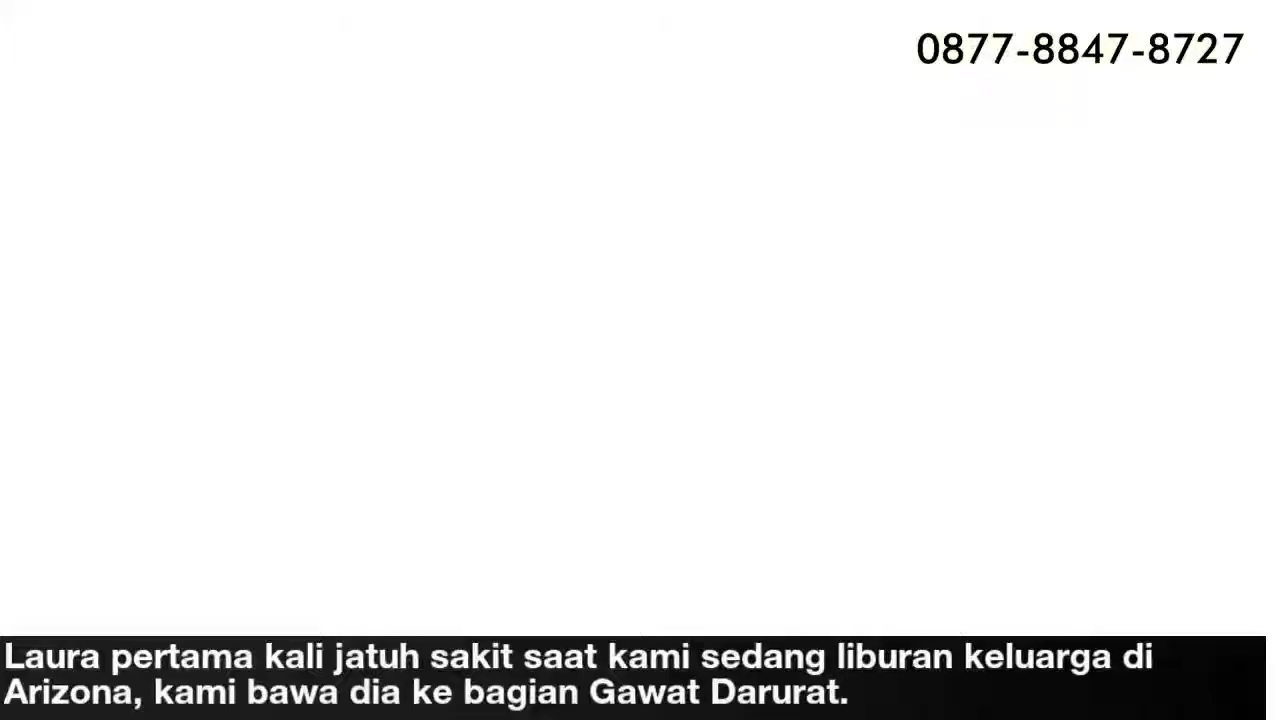 0877-8847-8727
Laura pertama kali jatuh sakit saat kami sedang liburan keluarga di
Arizona, kami bawa dia ke bagian Gawat Darurat.